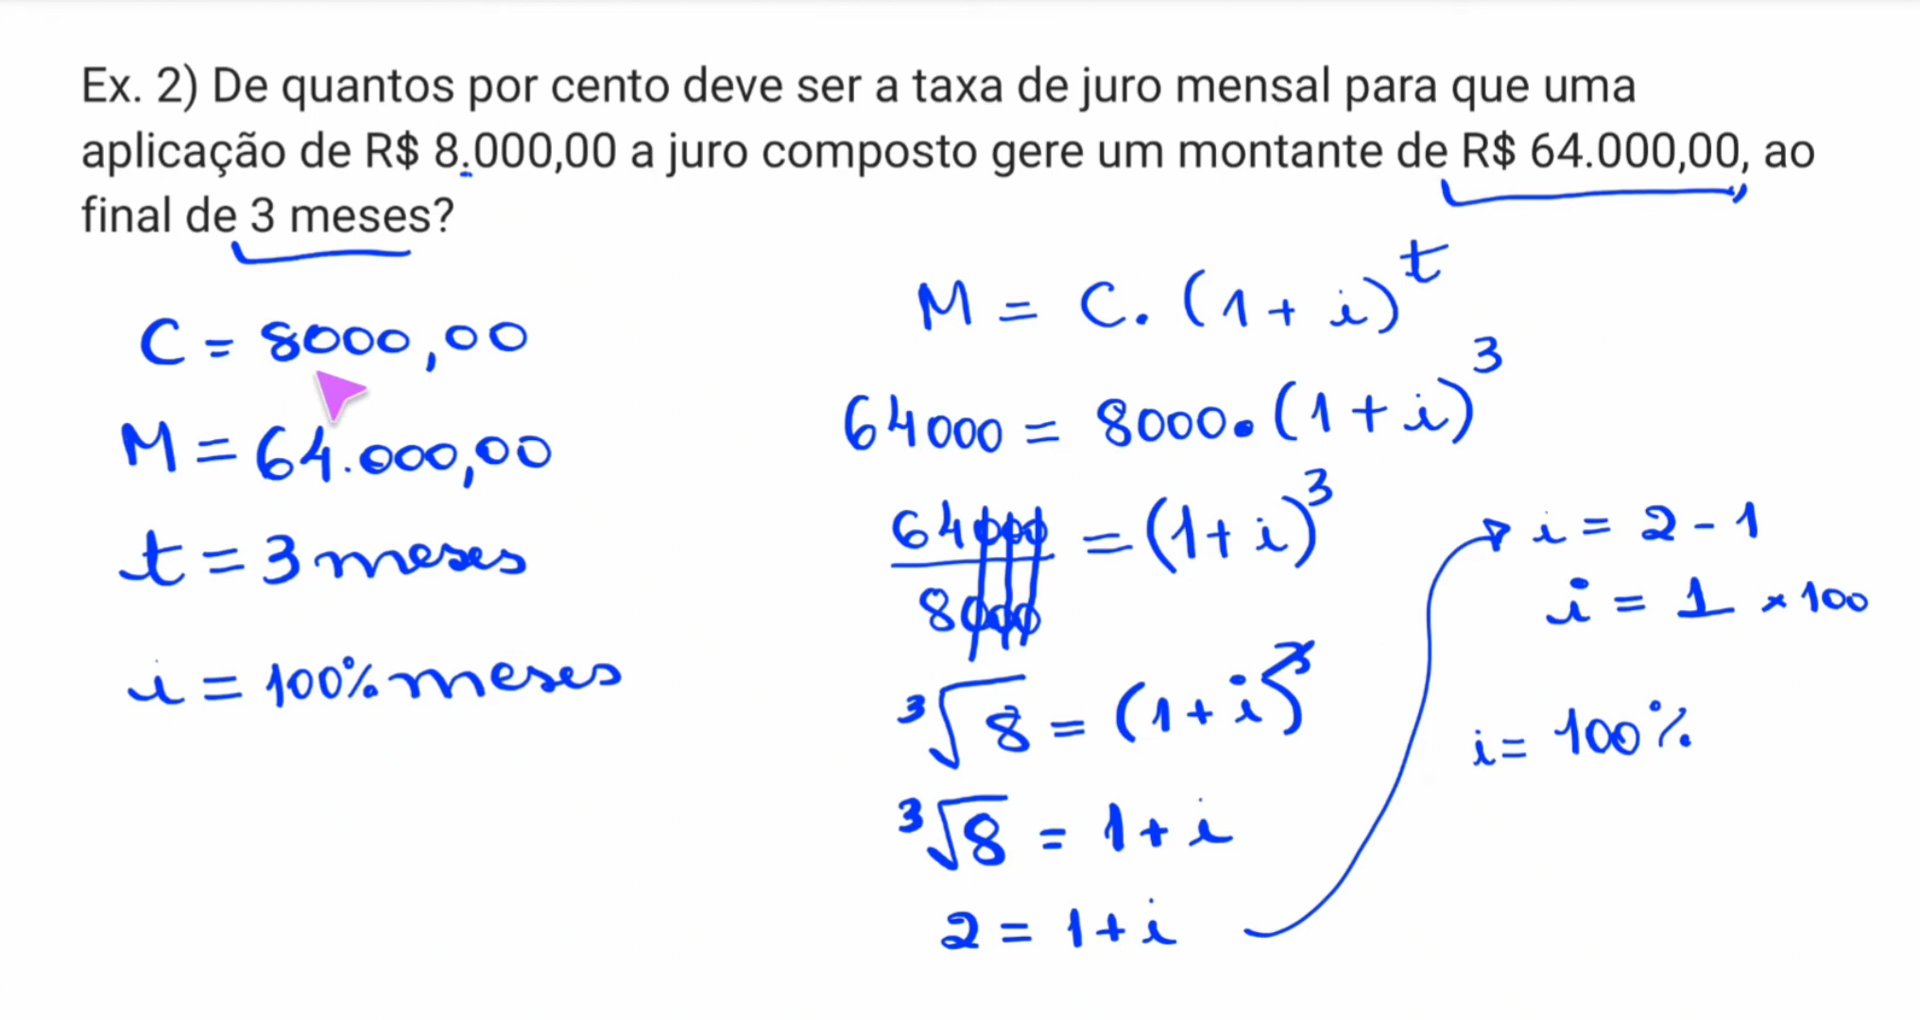 Ex. 2) De quantos por cento deve ser a taxa de juro mensal para que uma
aplicação de R$ 8.000,00 a juro composto gere um montante de R$ 64.000,00, ao
final de 3 meses?
C = 8000,00
M = 64.000,00
t = 3 meses
i = 100% meses
M = C. (1 + i)^t
64000 = 8000 . (1 + i)^3
64000/8000 = (1 + i)^3
³√8 = (1 + i)^3
³√8 = 1 + i
2 = 1 + i
i = 2 - 1
i = 1 × 100
i = 100%